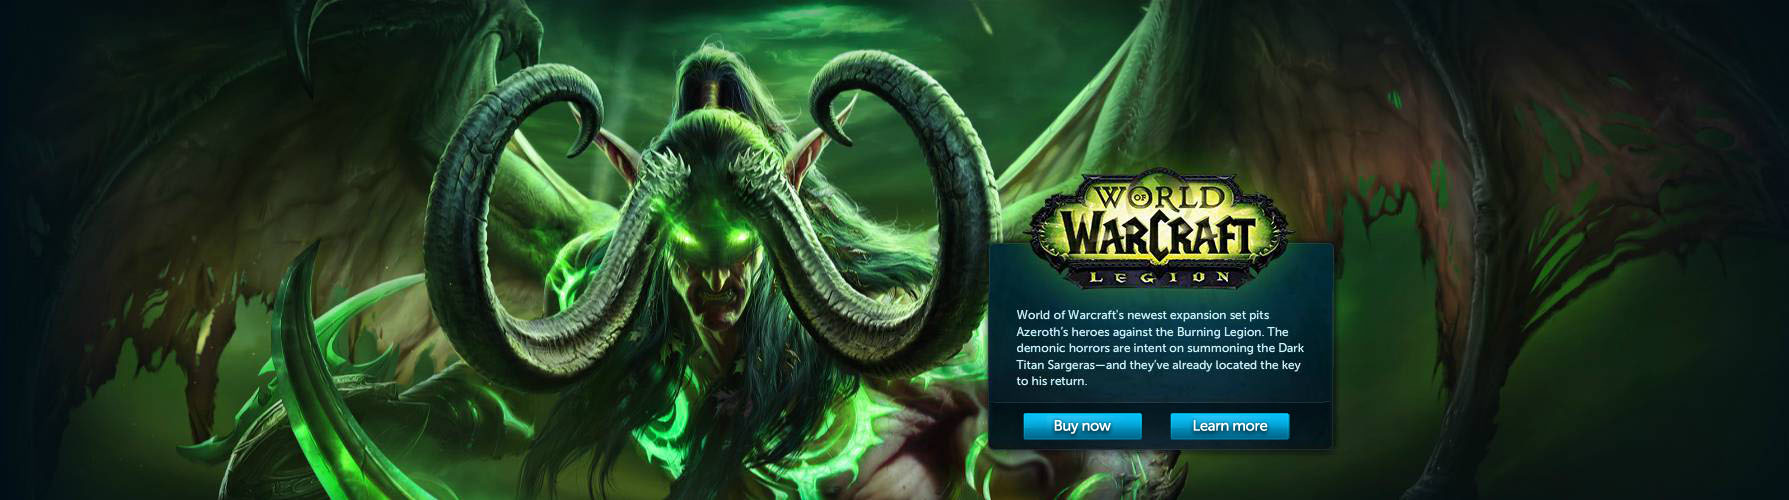 WORLD OF
WARCRAFT
LEGION
World of Warcraft's newest expansion set pits
Azeroth's heroes against the Burning Legion. The
demonic horrors are intent on summoning the Dark
Titan Sargeras—and they've already located the key
to his return.
Buy now
Learn more